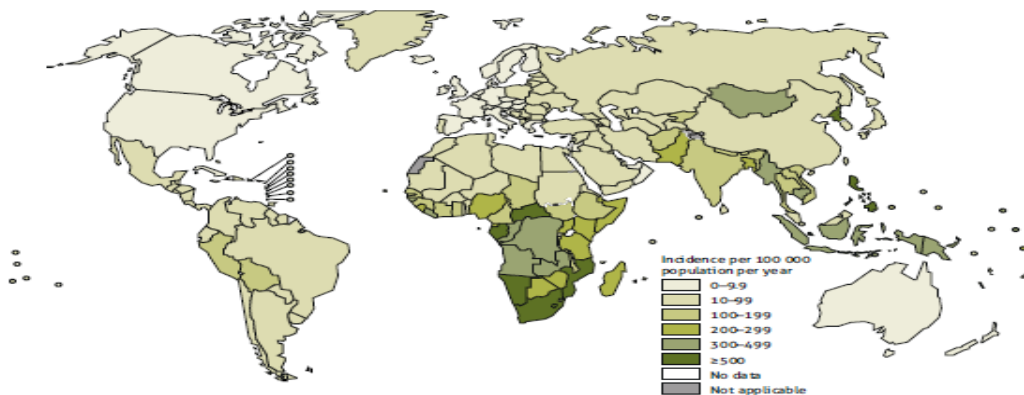 Incidence per 100 000
population per year
0–9.9
10–99
100–199
200–299
300–499
≥500
No data
Not applicable